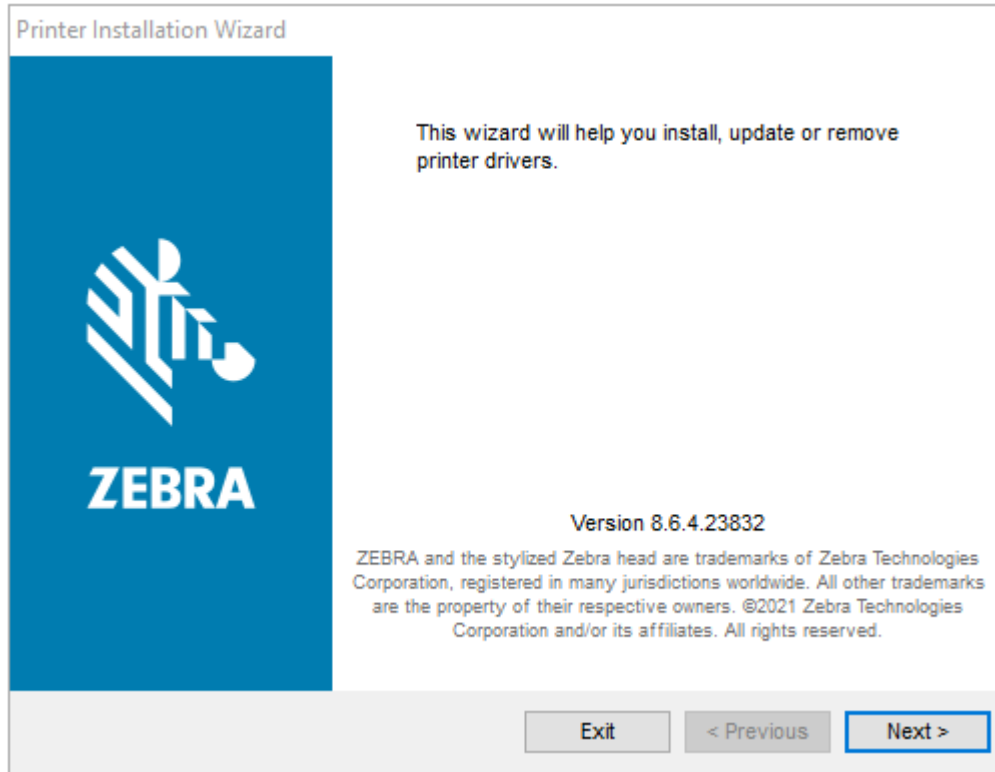 Printer Installation Wizard
This wizard will help you install, update or remove
printer drivers.
ZEBRA
Version 8.6.4.23832
ZEBRA and the stylized Zebra head are trademarks of Zebra Technologies
Corporation, registered in many jurisdictions worldwide. All other trademarks
are the property of their respective owners. ©2021 Zebra Technologies
Corporation and/or its affiliates. All rights reserved.
Exit
< Previous
Next >